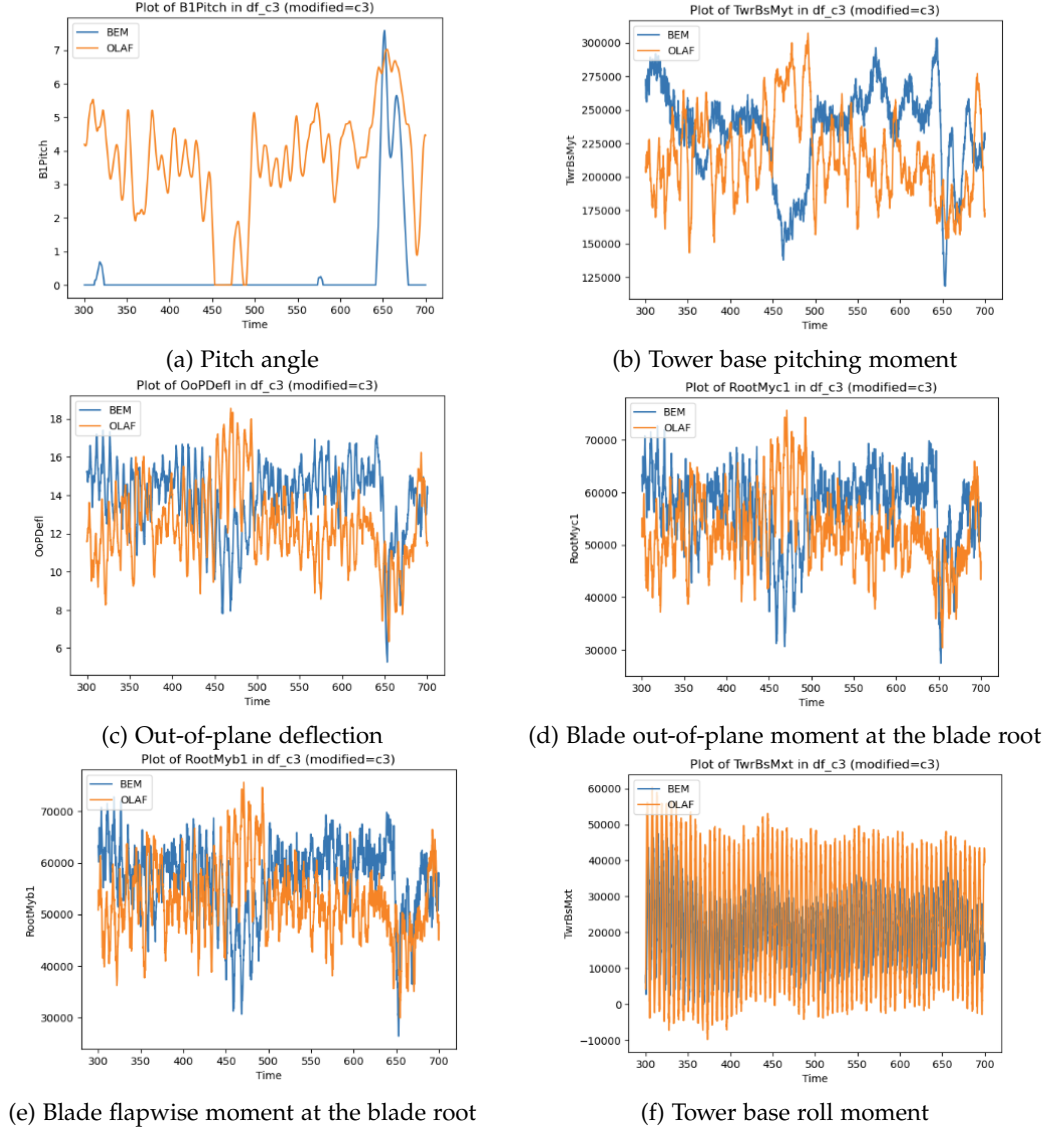 Plot of B1Pitch in df_c3 (modified=c3)
BEM
OLAF
7
6
5
4
3
2
1
0
B1Pitch
300 350 400 450 500 550 600 650 700
Time
(a) Pitch angle
Plot of TwrBsMyt in df_c3 (modified=c3)
BEM
OLAF
300000
275000
250000
225000
200000
175000
150000
125000
TwrBsMyt
300 350 400 450 500 550 600 650 700
Time
(b) Tower base pitching moment
Plot of OoPDefl in df_c3 (modified=c3)
BEM
OLAF
18
16
14
12
10
8
6
OoPDefl
300 350 400 450 500 550 600 650 700
Time
(c) Out-of-plane deflection
Plot of RootMyc1 in df_c3 (modified=c3)
BEM
OLAF
70000
60000
50000
40000
30000
RootMyc1
300 350 400 450 500 550 600 650 700
Time
(d) Blade out-of-plane moment at the blade root
Plot of RootMyb1 in df_c3 (modified=c3)
BEM
OLAF
70000
60000
50000
40000
30000
RootMyb1
300 350 400 450 500 550 600 650 700
Time
(e) Blade flapwise moment at the blade root
Plot of TwrBsMxt in df_c3 (modified=c3)
BEM
OLAF
60000
50000
40000
30000
20000
10000
0
−10000
TwrBsMxt
300 350 400 450 500 550 600 650 700
Time
(f) Tower base roll moment